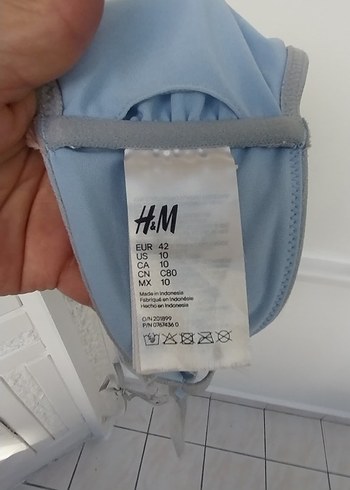 H&M
EUR 42
US 10
CA 10
CN C80
MX 10
Made in Indonesia
Fabriqué en Indonésie
Hecho en Indonesia
O/N 201899
P/N 0767436 0